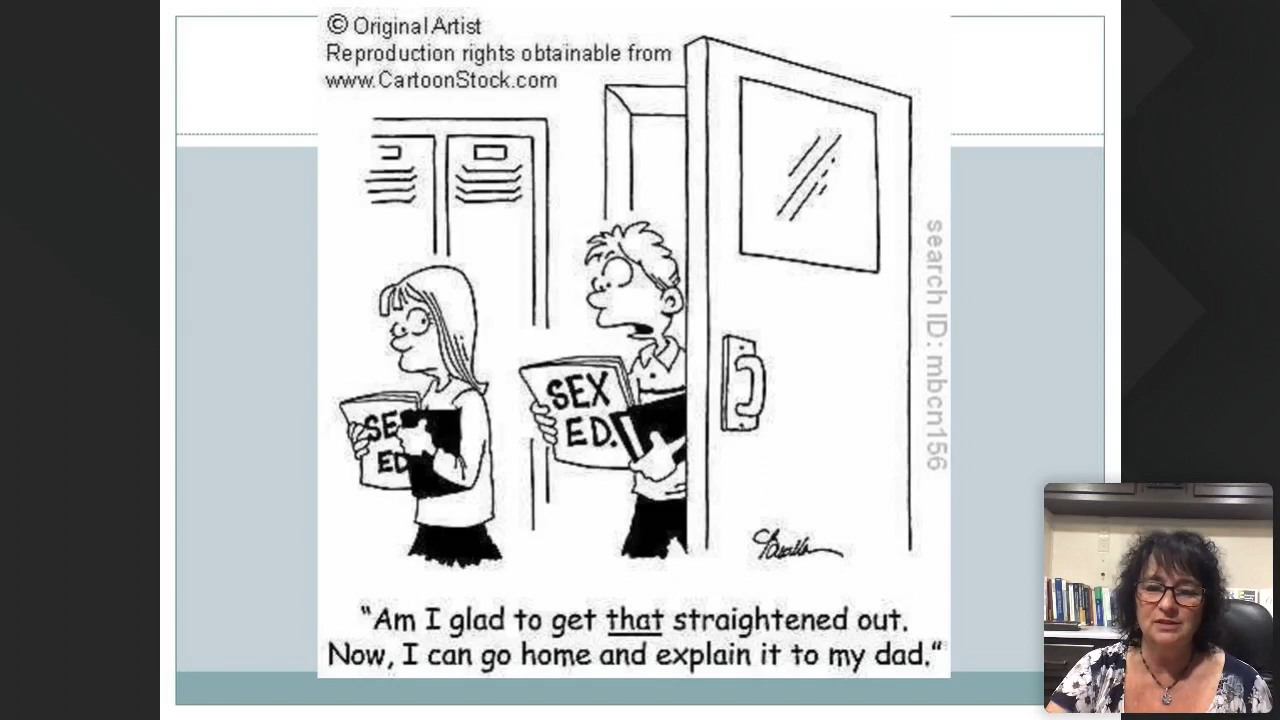 © Original Artist
Reproduction rights obtainable from
www.CartoonStock.com
search ID: mbcn156
SE
ED
SEX
ED.
"Am I glad to get that straightened out.
Now, I can go home and explain it to my dad."